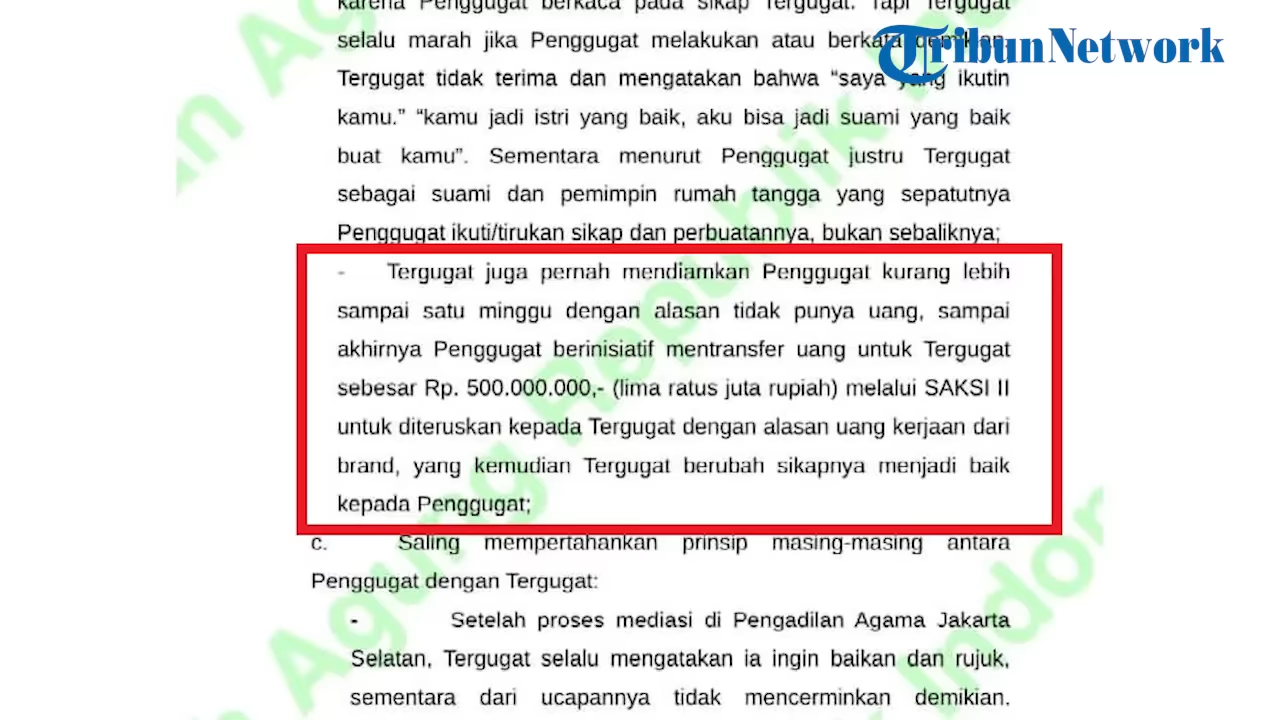 karena Penggugat berkaca pada sikap Tergugat. Tapi Tergugat
selalu marah jika Penggugat melakukan atau berkata demikian.
TribunNetwork
Tergugat tidak terima dan mengatakan bahwa “saya yang ikutin
kamu.” “kamu jadi istri yang baik, aku bisa jadi suami yang baik
buat kamu”. Sementara menurut Penggugat justru Tergugat
sebagai suami dan pemimpin rumah tangga yang sepatutnya
Penggugat ikuti/tirukan sikap dan perbuatannya, bukan sebaliknya;
- Tergugat juga pernah mendiamkan Penggugat kurang lebih
sampai satu minggu dengan alasan tidak punya uang, sampai
akhirnya Penggugat berinisiatif mentransfer uang untuk Tergugat
sebesar Rp. 500.000.000,- (lima ratus juta rupiah) melalui SAKSI II
untuk diteruskan kepada Tergugat dengan alasan uang kerjaan dari
brand, yang kemudian Tergugat berubah sikapnya menjadi baik
kepada Penggugat;
c. Saling mempertahankan prinsip masing-masing antara
Penggugat dengan Tergugat:
- Setelah proses mediasi di Pengadilan Agama Jakarta
Selatan, Tergugat selalu mengatakan ia ingin baikan dan rujuk,
sementara dari ucapannya tidak mencerminkan demikian.
Agung Republik Indor